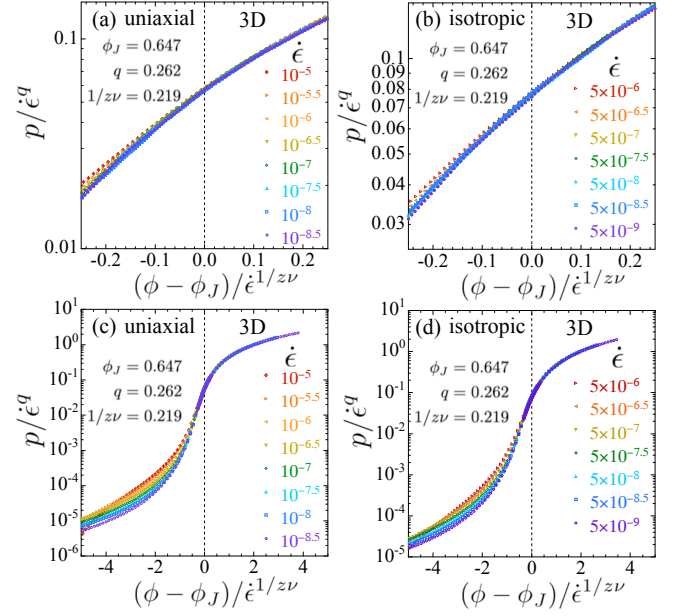 (a) uniaxial 3D
ϕ_J = 0.647
q = 0.262
1/zν = 0.219
ε̇
10^−5
10^−5.5
10^−6
10^−6.5
10^−7
10^−7.5
10^−8
10^−8.5
0.1
0.01
p/ε̇^q
-0.2 -0.1 0.0 0.1 0.2
(ϕ − ϕ_J)/ε̇^{1/zν}
(b) isotropic 3D
ϕ_J = 0.647
q = 0.262
1/zν = 0.219
ε̇
5×10^−6
5×10^−6.5
5×10^−7
5×10^−7.5
5×10^−8
5×10^−8.5
5×10^−9
0.1
0.09
0.08
0.07
0.06
0.05
0.04
0.03
p/ε̇^q
-0.2 -0.1 0.0 0.1 0.2
(ϕ − ϕ_J)/ε̇^{1/zν}
(c) uniaxial 3D
ϕ_J = 0.647
q = 0.262
1/zν = 0.219
ε̇
10^−5
10^−5.5
10^−6
10^−6.5
10^−7
10^−7.5
10^−8
10^−8.5
10^1
10^0
10^-1
10^-2
10^-3
10^-4
10^-5
10^-6
p/ε̇^q
-4 -2 0 2 4
(ϕ − ϕ_J)/ε̇^{1/zν}
(d) isotropic 3D
ϕ_J = 0.647
q = 0.262
1/zν = 0.219
ε̇
5×10^−6
5×10^−6.5
5×10^−7
5×10^−7.5
5×10^−8
5×10^−8.5
5×10^−9
10^1
10^0
10^-1
10^-2
10^-3
10^-4
10^-5
p/ε̇^q
-4 -2 0 2 4
(ϕ − ϕ_J)/ε̇^{1/zν}